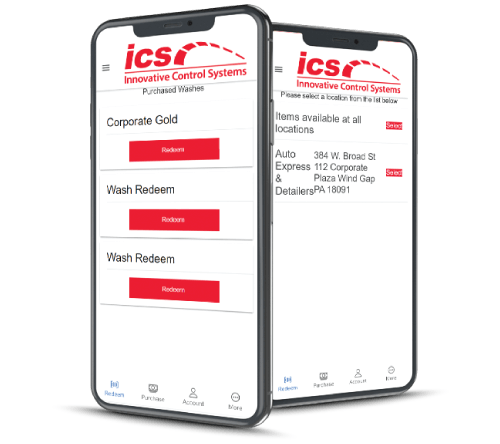 ics
Innovative Control Systems
Purchased Washes
Corporate Gold
Redeem
Wash Redeem
Redeem
Wash Redeem
Redeem
Redeem
Purchase
Account
More
ics
Innovative Control Systems
Please select a location from the list below
Items available at all
locations
Select
Auto
Express
&
Detailers
384 W. Broad St
112 Corporate
Plaza Wind Gap
PA 18091
Select
Redeem
Purchase
Account
More